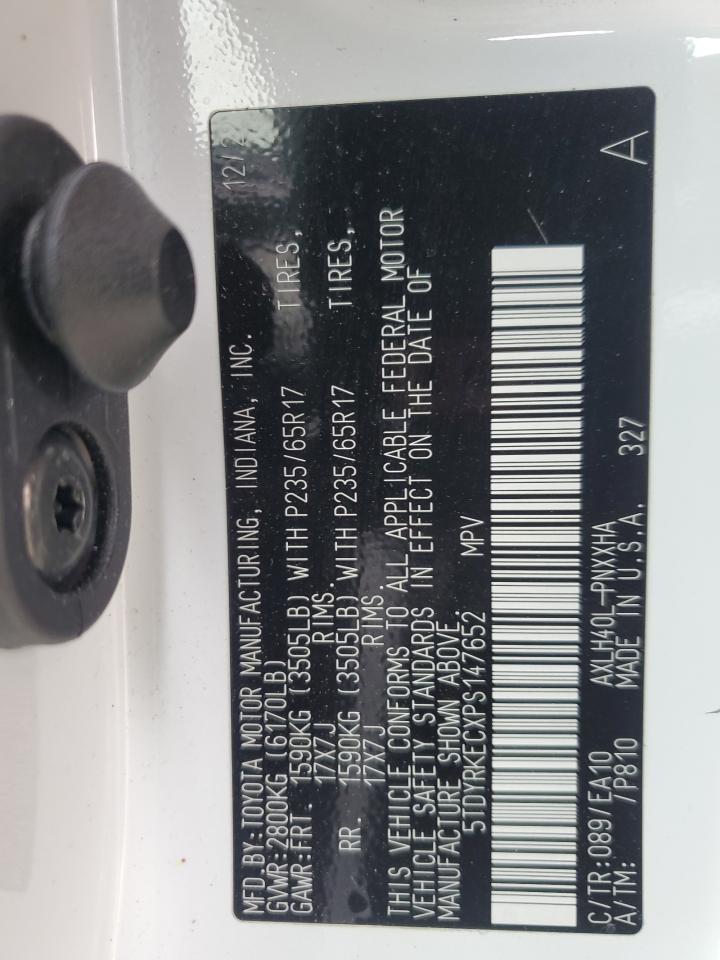 MFD.BY:TOYOTA MOTOR MANUFACTURING, INDIANA, INC. 12/2
GVWR:2800KG (6170LB)
GAWR:FRT. 1590KG (3505LB) WITH P235/65R17 TIRES,
17X7J RIMS.
RR. 1590KG (3505LB) WITH P235/65R17 TIRES,
17X7J RIMS.
THIS VEHICLE CONFORMS TO ALL APPLICABLE FEDERAL MOTOR
VEHICLE SAFETY STANDARDS IN EFFECT ON THE DATE OF
MANUFACTURE SHOWN ABOVE.
5TDYRKECXPS147652 MPV
C/TR:089/EA10 AXLH40L-PNXXHA
A/TM: /P810 MADE IN U.S.A. 327 A